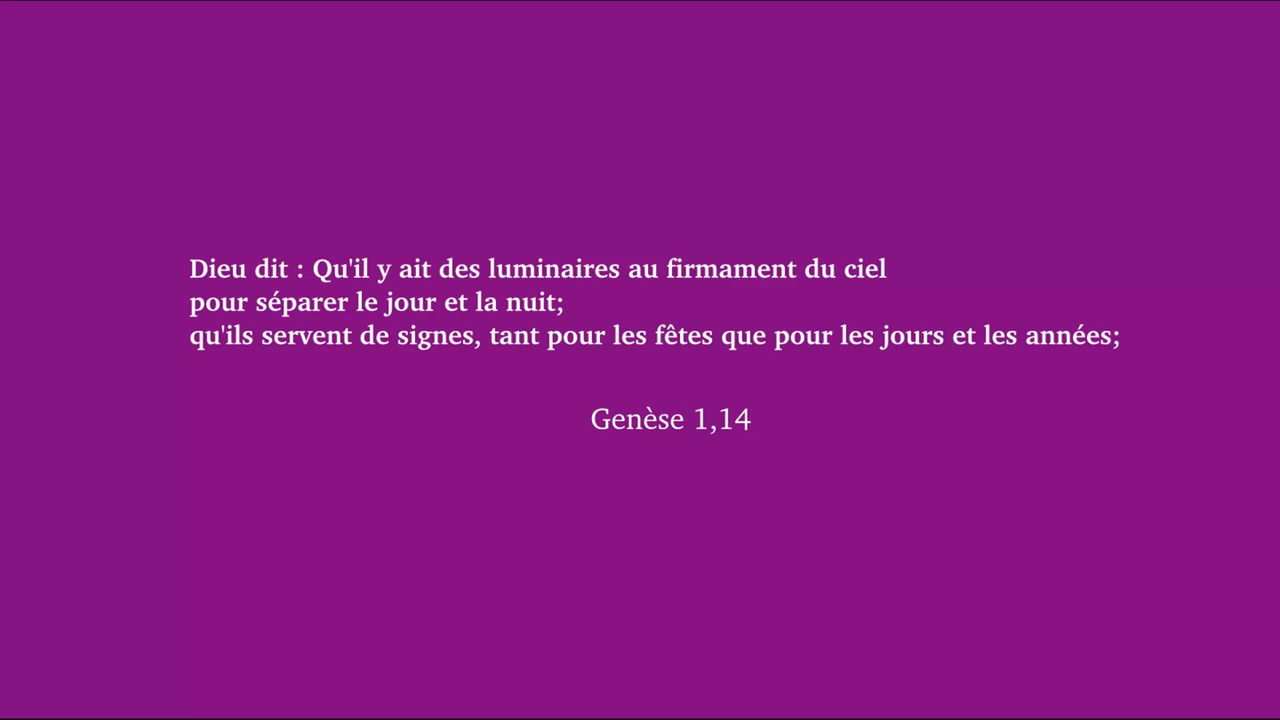 Dieu dit : Qu'il y ait des luminaires au firmament du ciel
pour séparer le jour et la nuit;
qu'ils servent de signes, tant pour les fêtes que pour les jours et les années;
Genèse 1,14